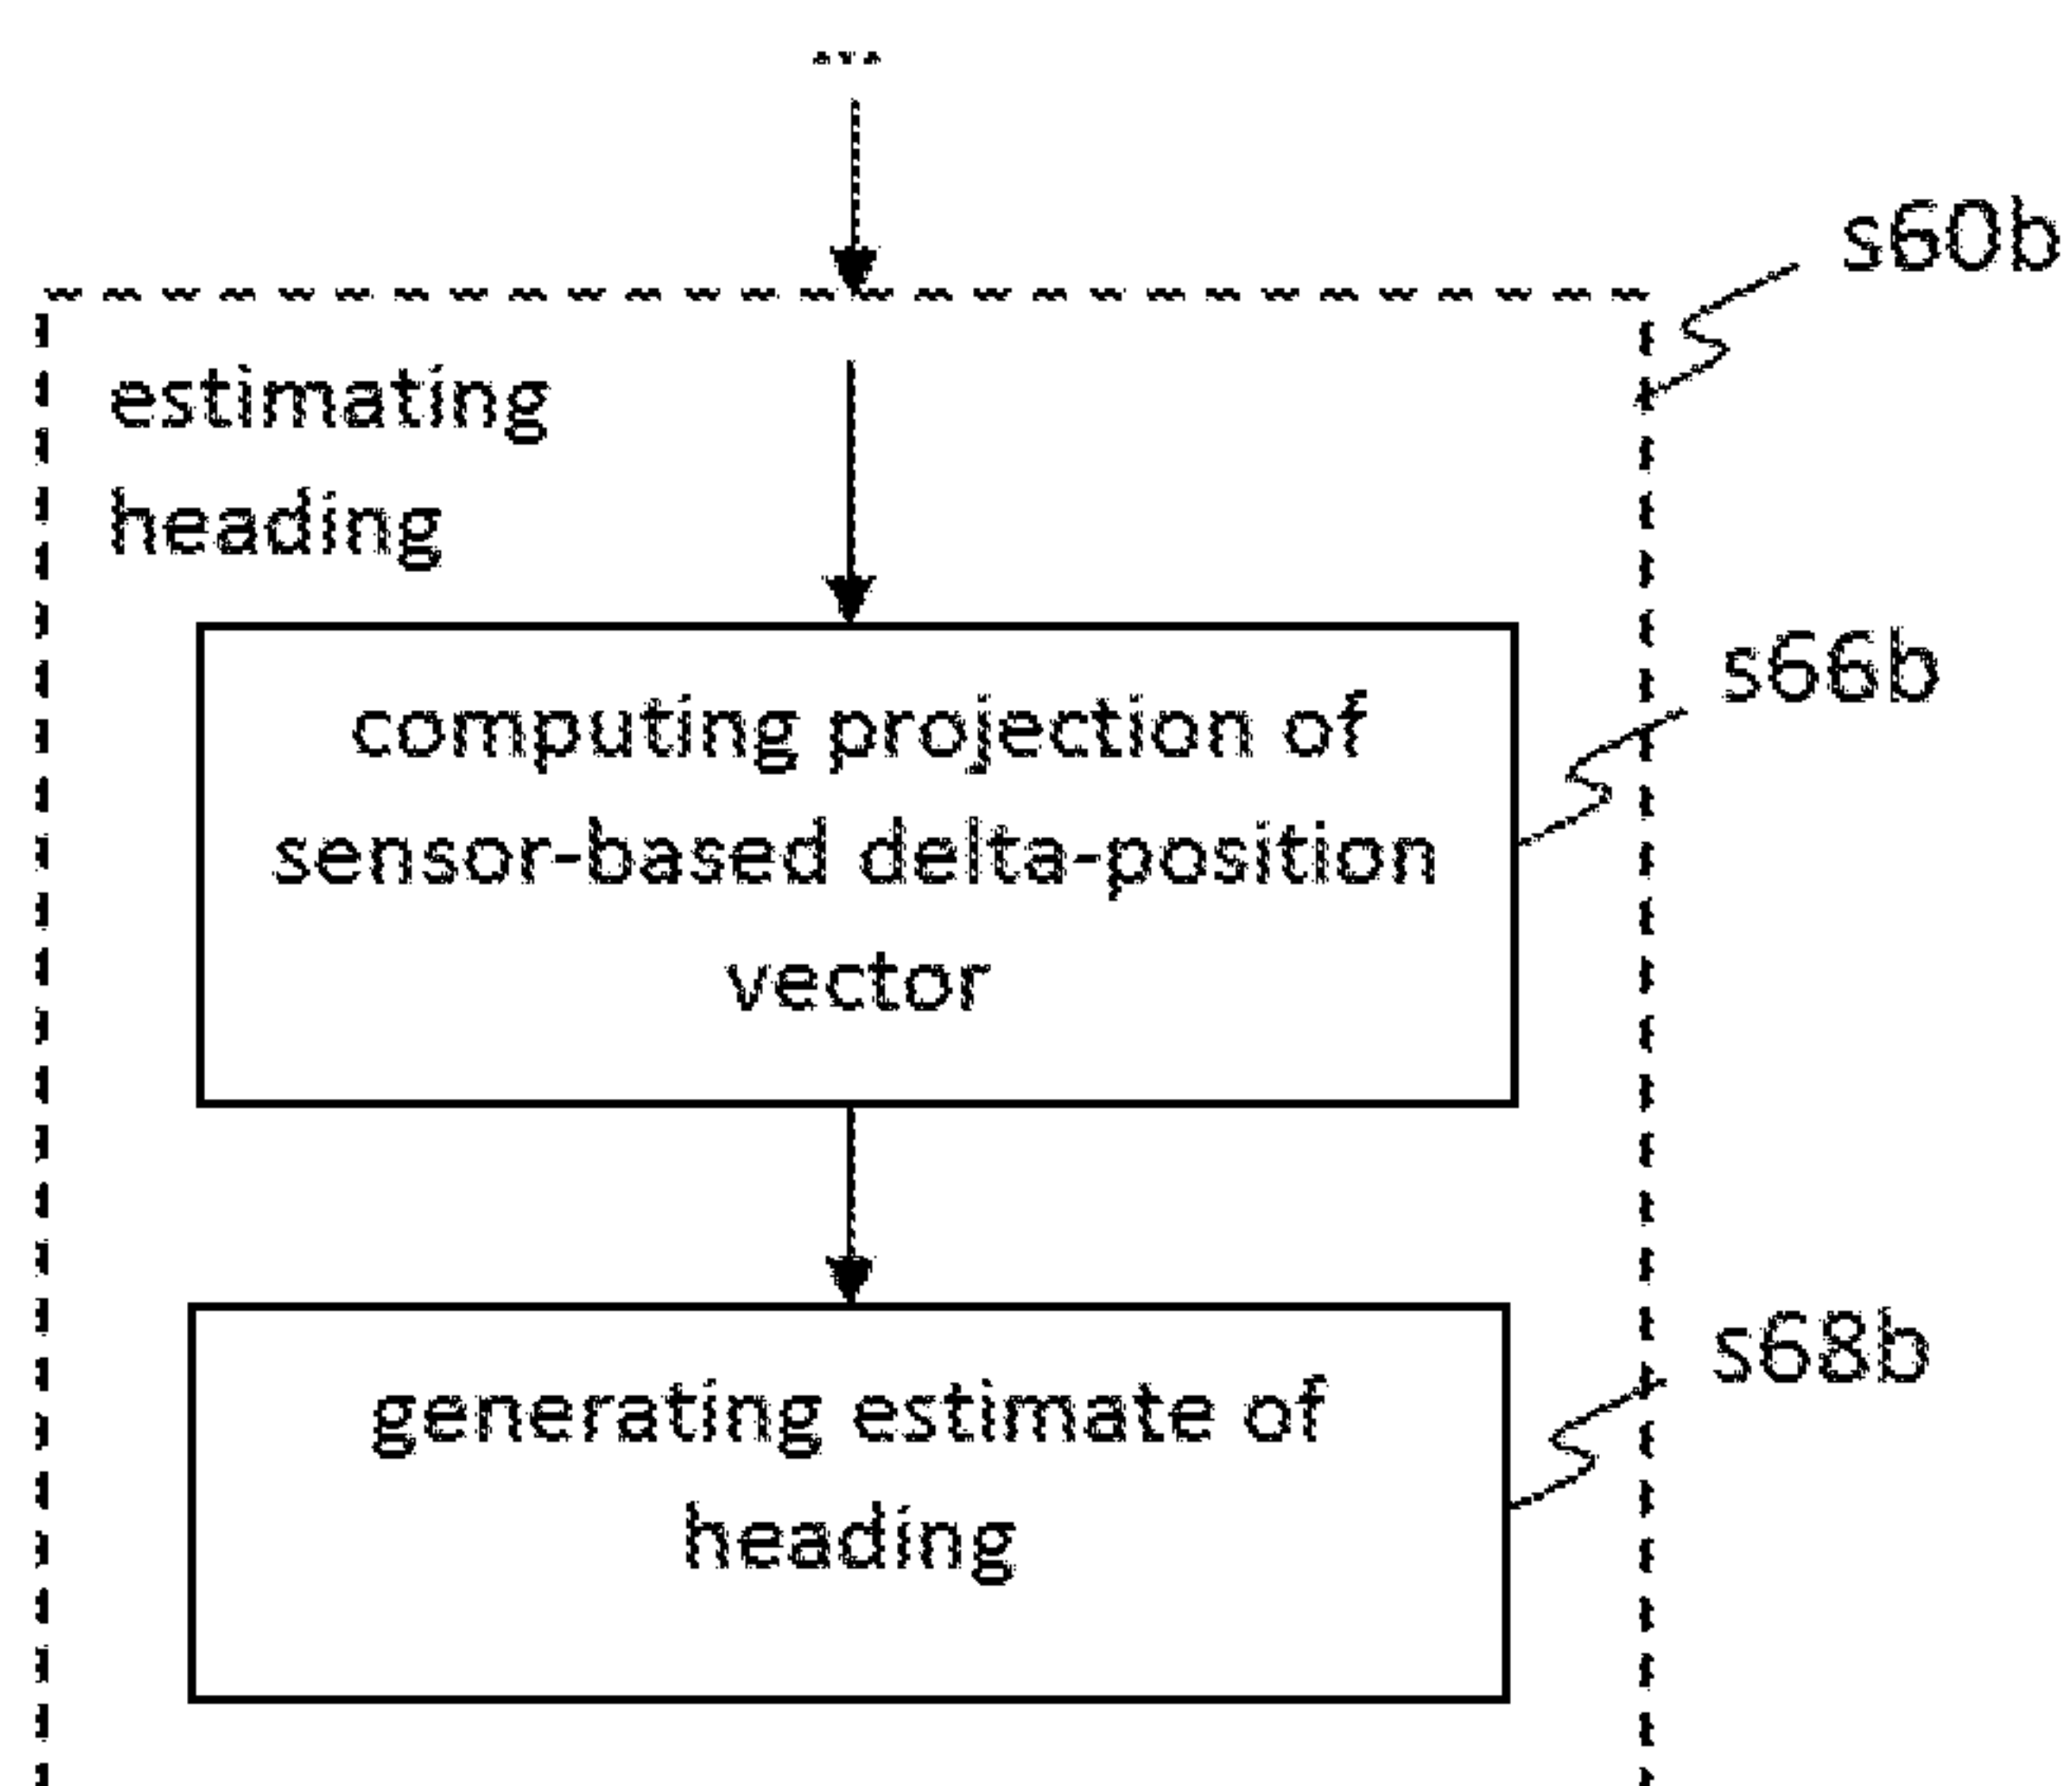 ...
s60b
estimating
heading
s66b
computing projection of
sensor-based delta-position
vector
s68b
generating estimate of
heading